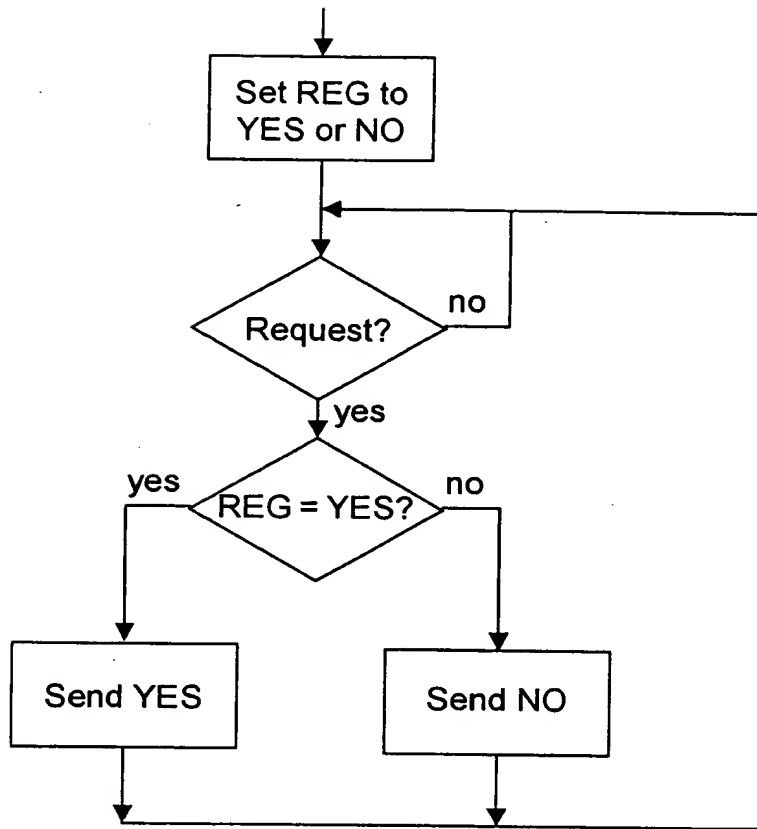 Set REG to
YES or NO
Request?
no
yes
REG = YES?
yes
no
Send YES
Send NO